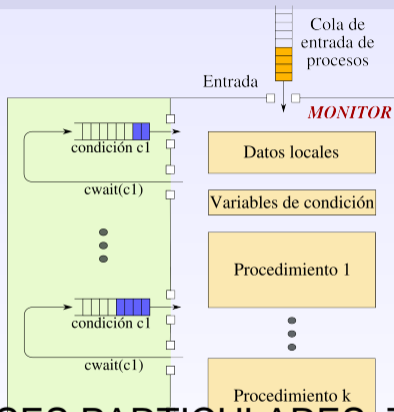 Cola de
entrada de
procesos
Entrada
MONITOR
condición c1
cwait(c1)
Datos locales
Variables de condición
Procedimiento 1
condición c1
cwait(c1)
Procedimiento k